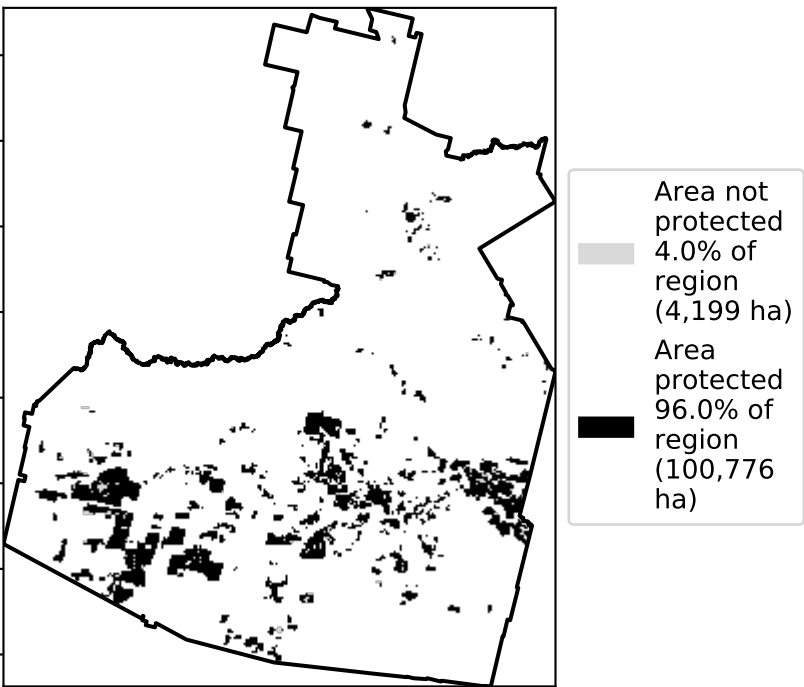 Area not
protected
4.0% of
region
(4,199 ha)
Area
protected
96.0% of
region
(100,776
ha)